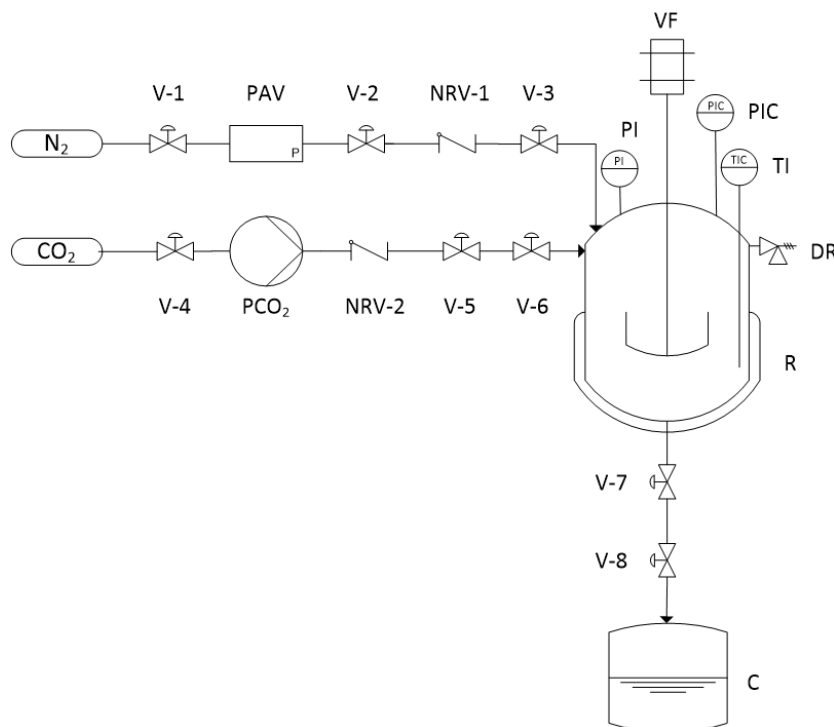 VF
V-1
PAV
V-2
NRV-1
V-3
PIC
PIC
PI
N₂
P
PI
TIC
TI
CO₂
DR
V-4
PCO₂
NRV-2
V-5
V-6
R
V-7
V-8
C